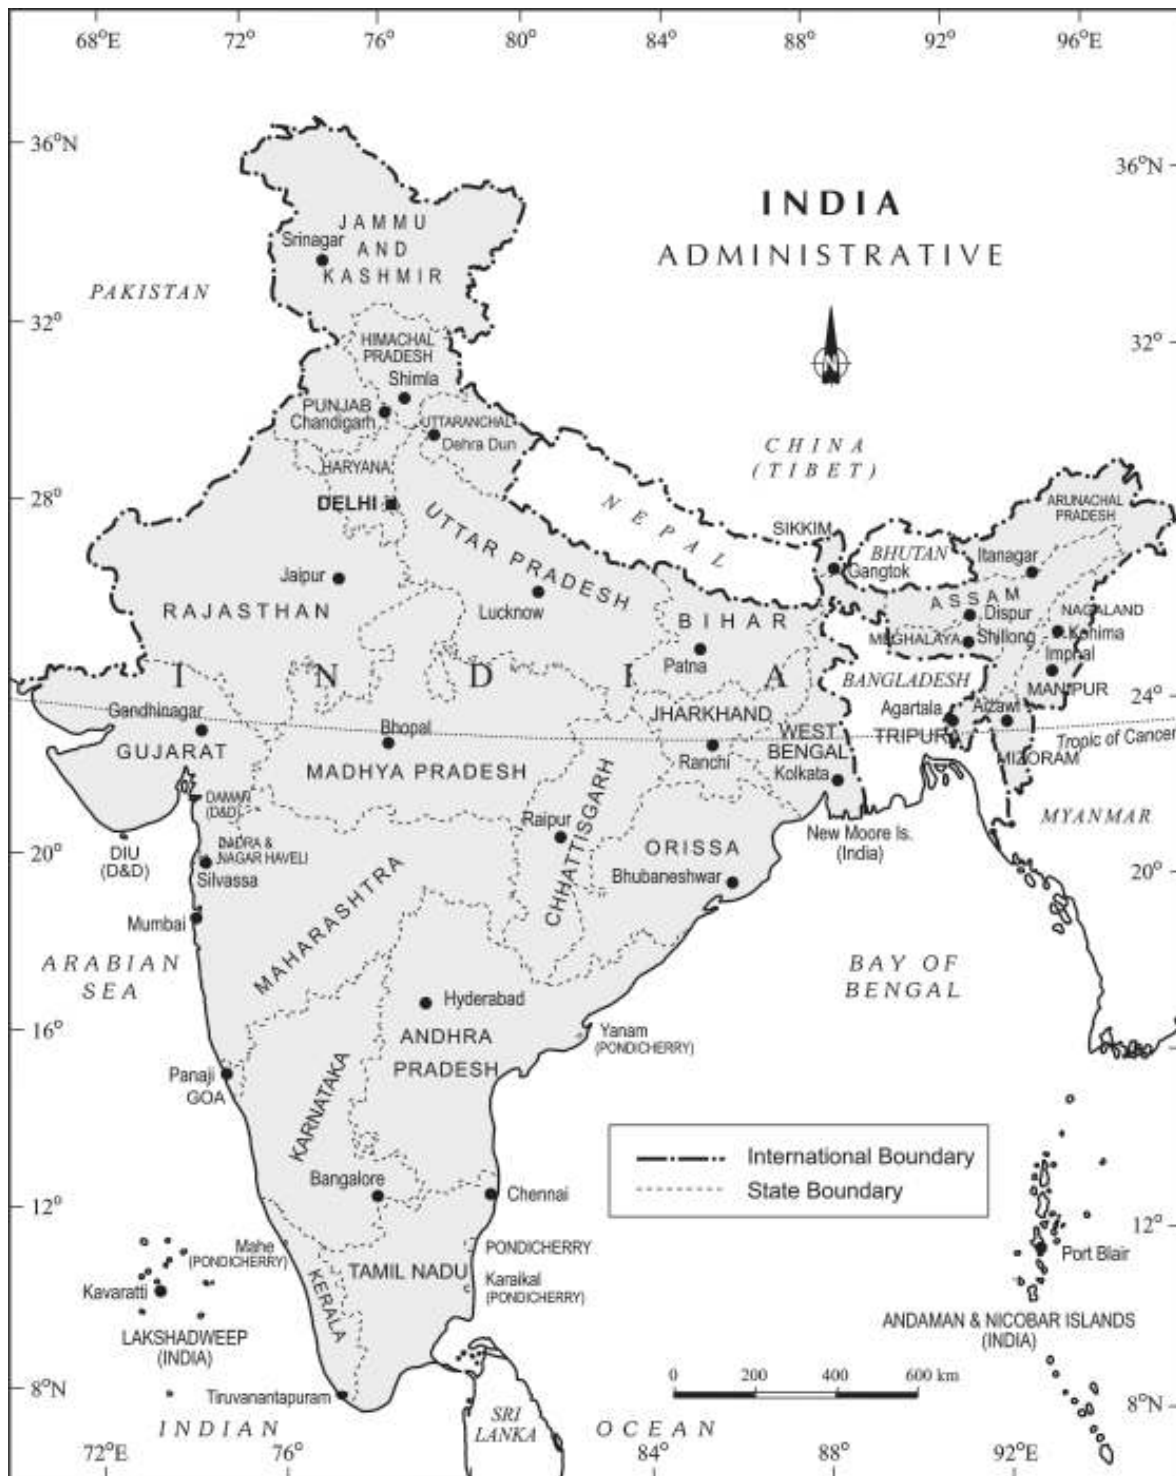 68°E 72° 76° 80° 84° 88° 92° 96°E
36°N
36°N
INDIA
ADMINISTRATIVE
JAMMU
AND
KASHMIR
Srinagar
PAKISTAN
32°
32°
N
HIMACHAL
PRADESH
Shimla
PUNJAB
Chandigarh
UTTARANCHAL
Dehra Dun
CHINA
(TIBET)
HARYANA
DELHI
28°
28°
NEPAL
SIKKIM
Gangtok
BHUTAN
ARUNACHAL
PRADESH
Itanagar
UTTAR PRADESH
Lucknow
Jaipur
RAJASTHAN
BIHAR
Patna
ASSAM
Dispur
NAGALAND
Kohima
MEGHALAYA
Shillong
Imphal
MANIPUR
INDIA
BANGLADESH
24°
Gandhinagar
GUJARAT
Bhopal
MADHYA PRADESH
JHARKHAND
Ranchi
WEST
BENGAL
Kolkata
Agartala
TRIPURA
Aizawl
MIZORAM
Tropic of Cancer
MYANMAR
DAMAN
(D&D)
DIU
(D&D)
DADRA &
NAGAR HAVELI
Silvassa
Raipur
CHHATTISGARH
ORISSA
Bhubaneshwar
New Moore Is.
(India)
20°
20°
Mumbai
MAHARASHTRA
ARABIAN
SEA
BAY OF
BENGAL
Hyderabad
ANDHRA
PRADESH
Yanam
(PONDICHERRY)
16°
Panaji
GOA
KARNATAKA
International Boundary
State Boundary
Bangalore
Chennai
12°
12°
Mahe
(PONDICHERRY)
PONDICHERRY
Karaikal
(PONDICHERRY)
TAMIL NADU
KERALA
Kavaratti
LAKSHADWEEP
(INDIA)
Port Blair
ANDAMAN & NICOBAR ISLANDS
(INDIA)
0 200 400 600 km
8°N
8°N
Tiruvanantapuram
SRI
LANKA
INDIAN OCEAN
72°E 76° 84° 88° 92°E